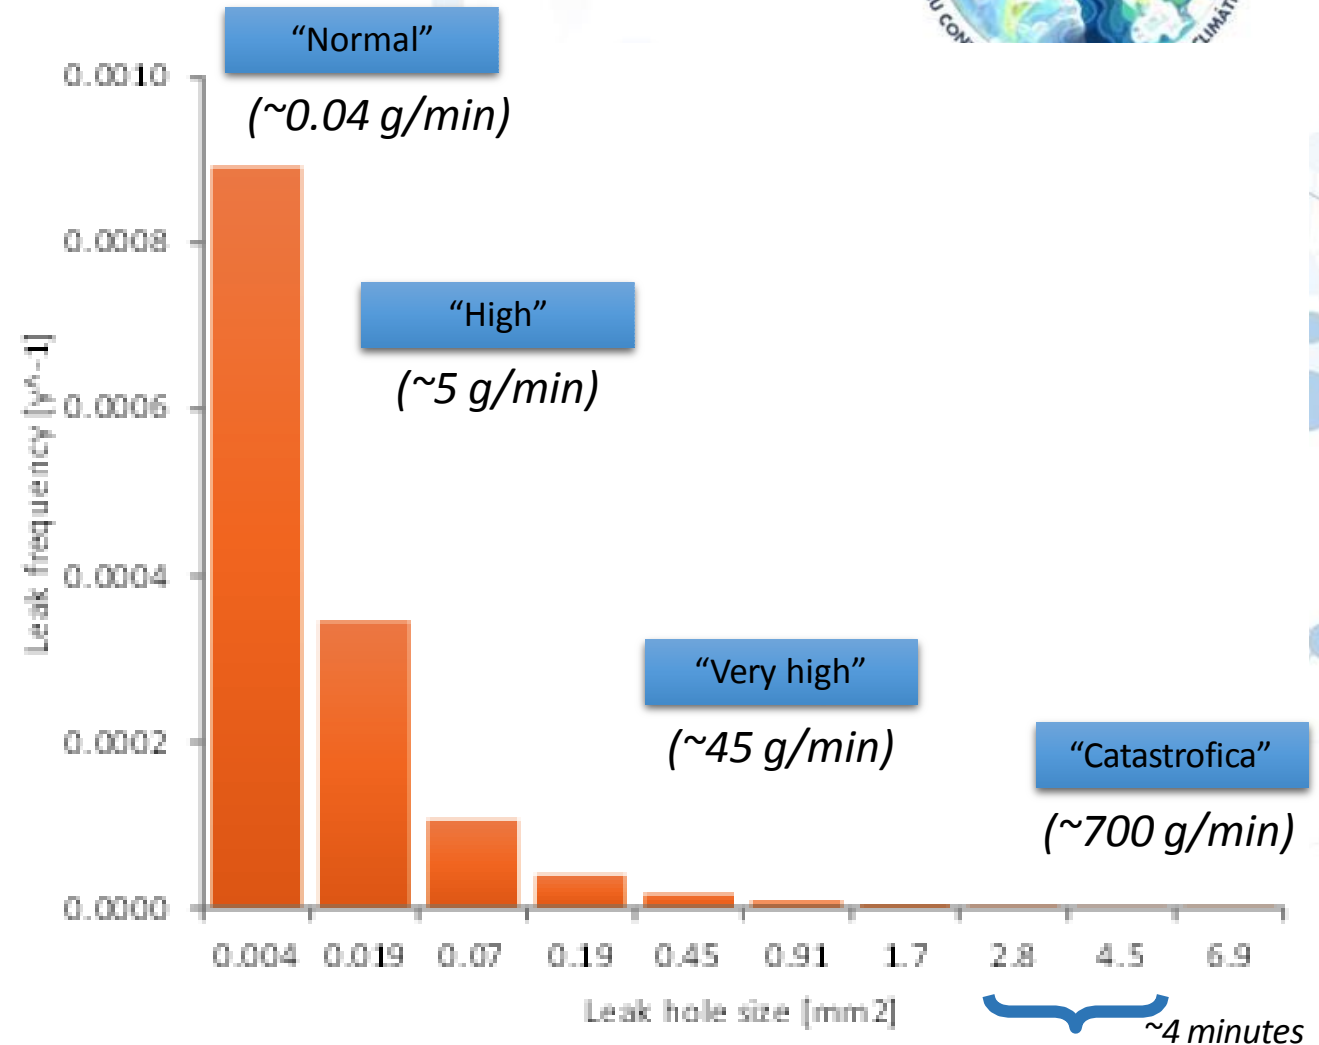 U CON
CLIMÁT
“Normal”
(~0.04 g/min)
“High”
(~5 g/min)
“Very high”
(~45 g/min)
“Catastrofica”
(~700 g/min)
Leak frequency [y^-1]
0.0010
0.0008
0.0006
0.0004
0.0002
0.0000
0.004 0.019 0.07 0.19 0.45 0.91 1.7 2.8 4.5 6.9
Leak hole size [mm2]
~4 minutes